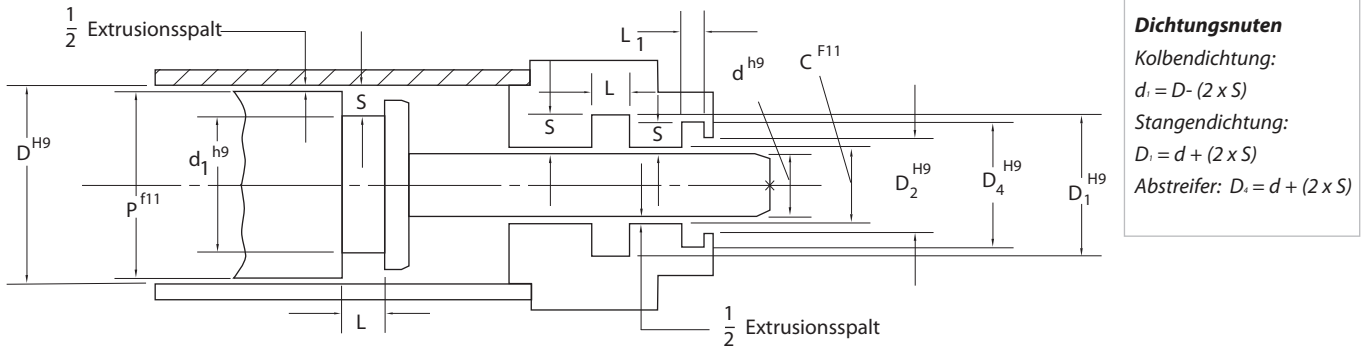 1/2 Extrusionsspalt
L 1
d h9
C F11
L
S
S
S
D H9
d1 h9
P f11
D2 H9
D4 H9
D1 H9
L
1/2 Extrusionsspalt
Dichtungsnuten
Kolbendichtung:
d₁ = D- (2 x S)
Stangendichtung:
D₁ = d + (2 x S)
Abstreifer: D₄ = d + (2 x S)